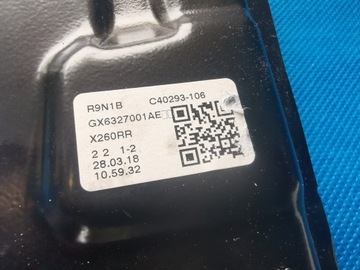 R9N1B C40293-106
GX6327001AE
X260RR
2 2 1-2
28.03.18
10.59.32